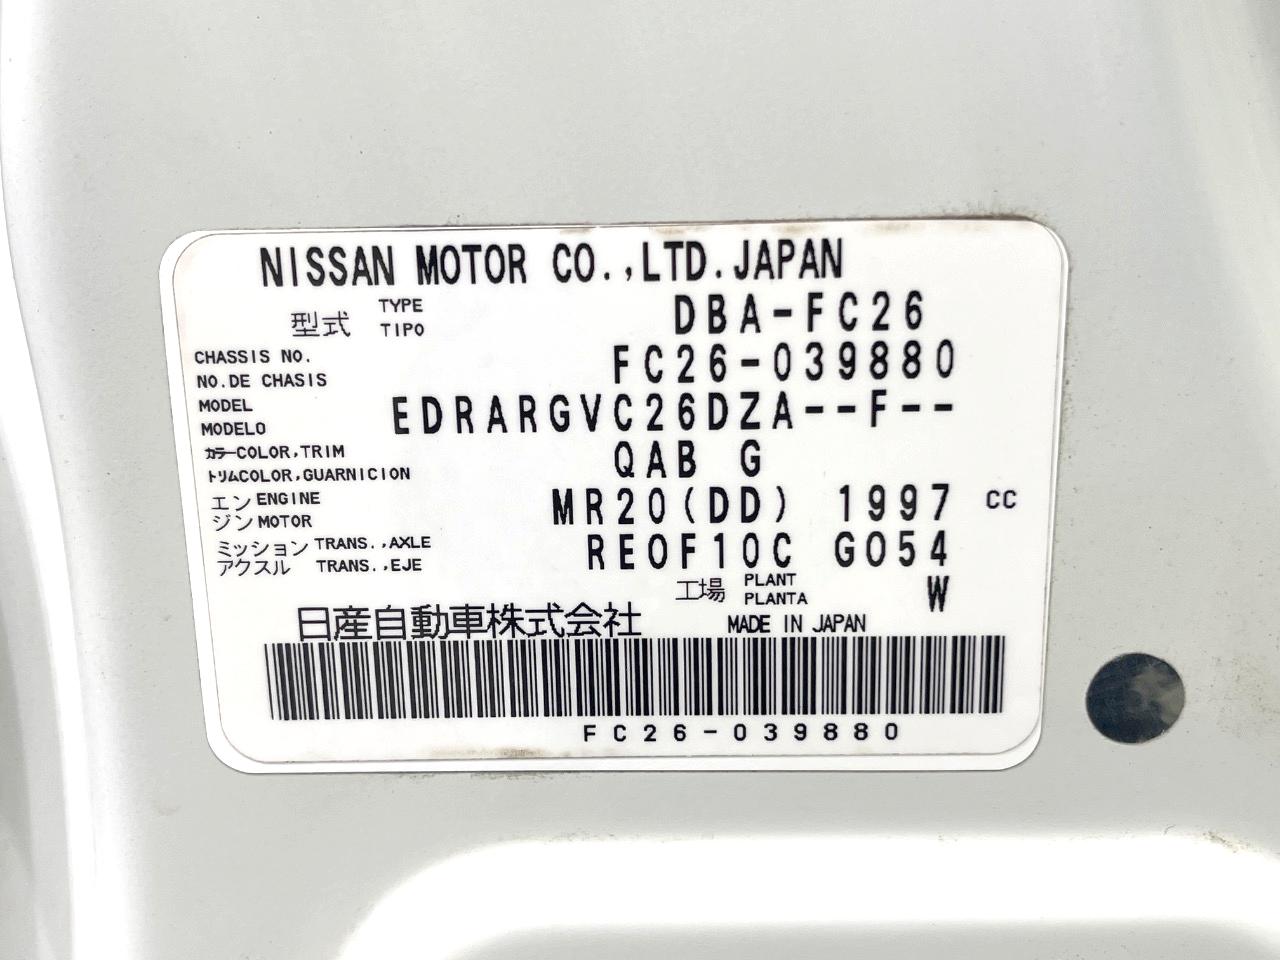 NISSAN MOTOR CO.,LTD.JAPAN
型式 TYPE TIPO DBA-FC26
CHASSIS NO. FC26-039880
NO.DE CHASIS
MODEL EDRARGVC26DZA--F--
MODELO
カラーCOLOR,TRIM QAB G
トリムCOLOR,GUARNICION
エン ENGINE MR20(DD) 1997 CC
ジン MOTOR
ミッション TRANS.,AXLE RE0F10C G054
アクスル TRANS.,EJE
工場 PLANT PLANTA W
日産自動車株式会社 MADE IN JAPAN
FC26-039880